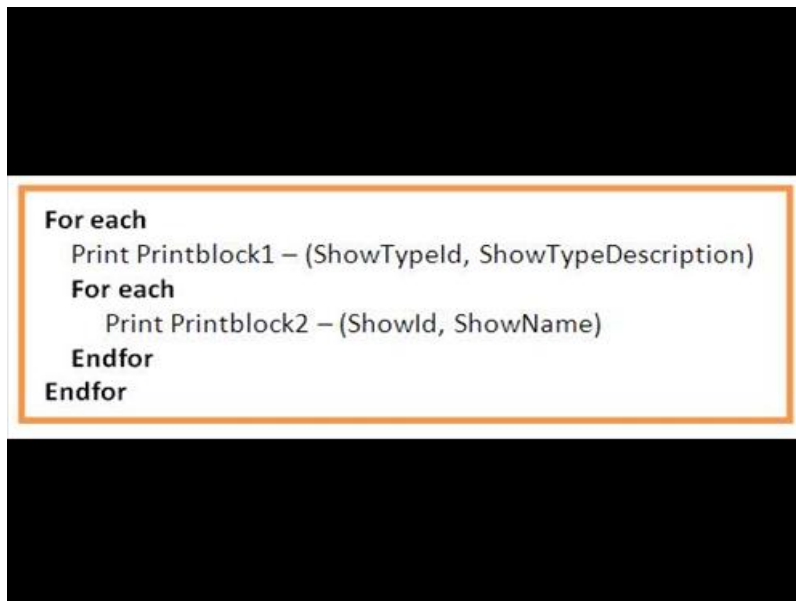 For each
Print Printblock1 – (ShowTypeId, ShowTypeDescription)
For each
Print Printblock2 – (ShowId, ShowName)
Endfor
Endfor